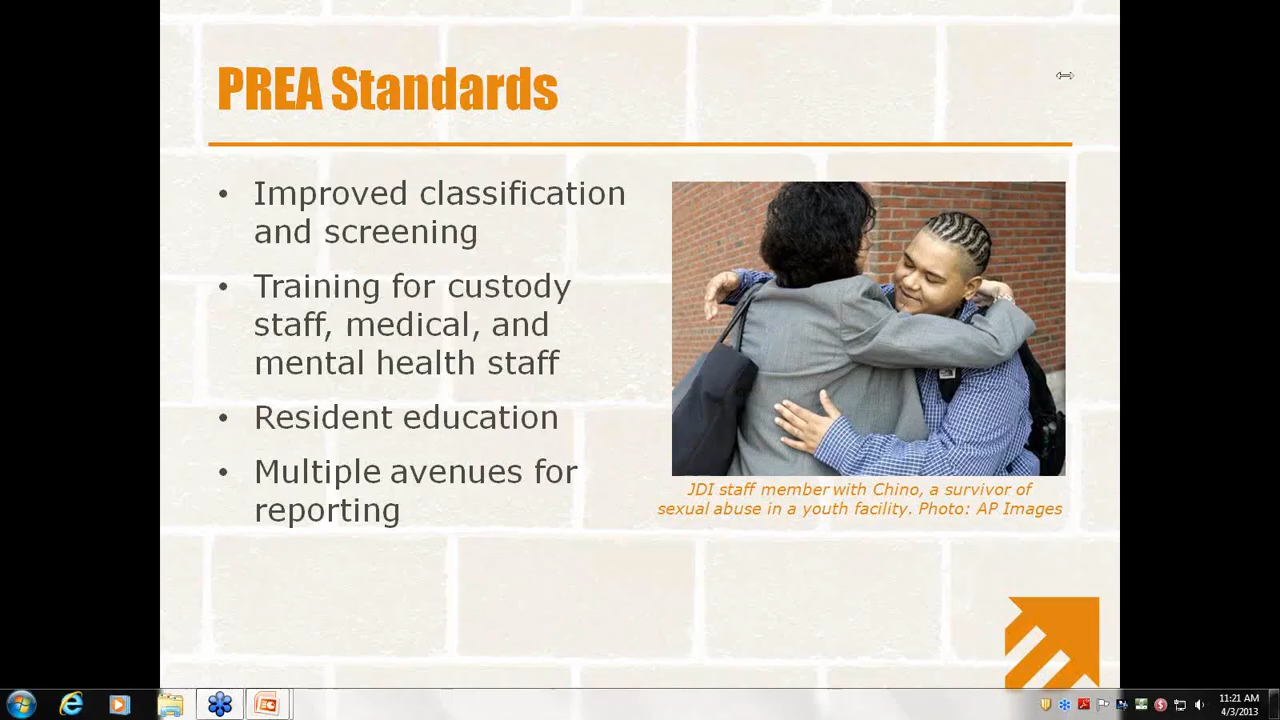 PREA Standards
• Improved classification
and screening
• Training for custody
staff, medical, and
mental health staff
• Resident education
• Multiple avenues for
reporting
JDI staff member with Chino, a survivor of
sexual abuse in a youth facility. Photo: AP Images
11:21 AM
4/3/2013